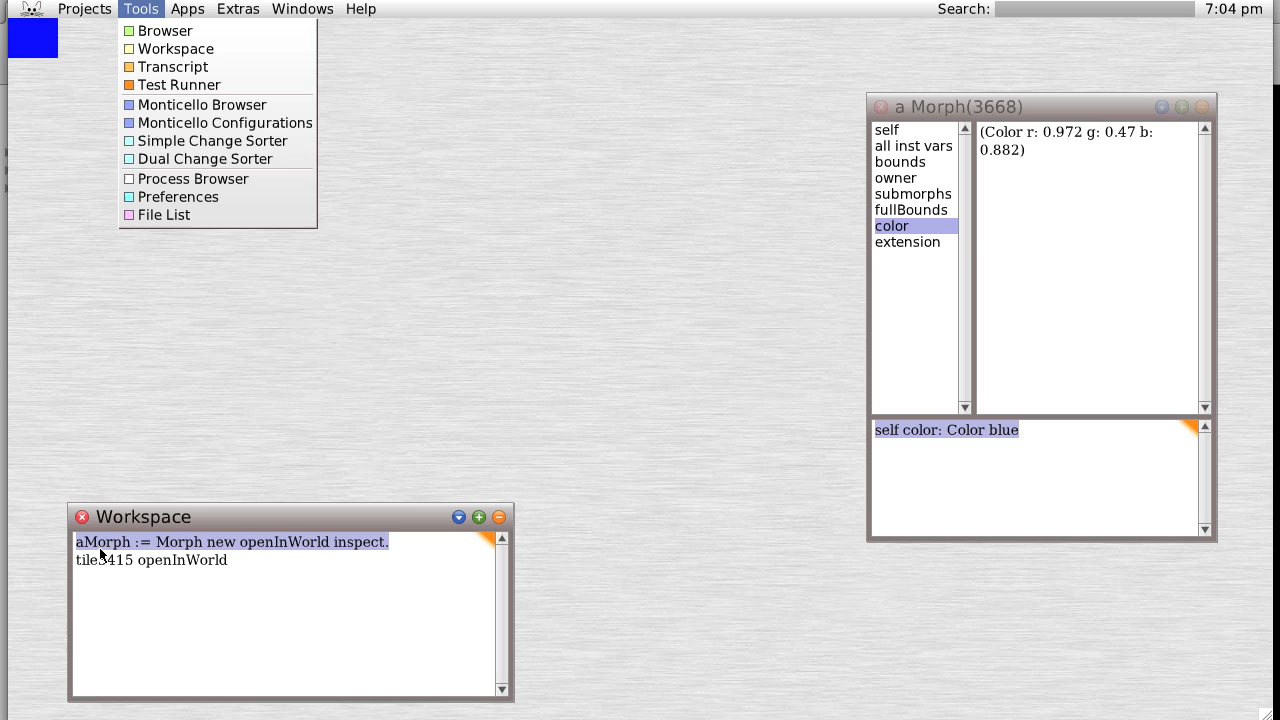 Projects Tools Apps Extras Windows Help Search: 7:04 pm
Browser
Workspace
Transcript
Test Runner
Monticello Browser
Monticello Configurations
Simple Change Sorter
Dual Change Sorter
Process Browser
Preferences
File List
a Morph(3668)
self
all inst vars
bounds
owner
submorphs
fullBounds
color
extension
(Color r: 0.972 g: 0.47 b:
0.882)
self color: Color blue
Workspace
aMorph := Morph new openInWorld inspect.
tile3415 openInWorld